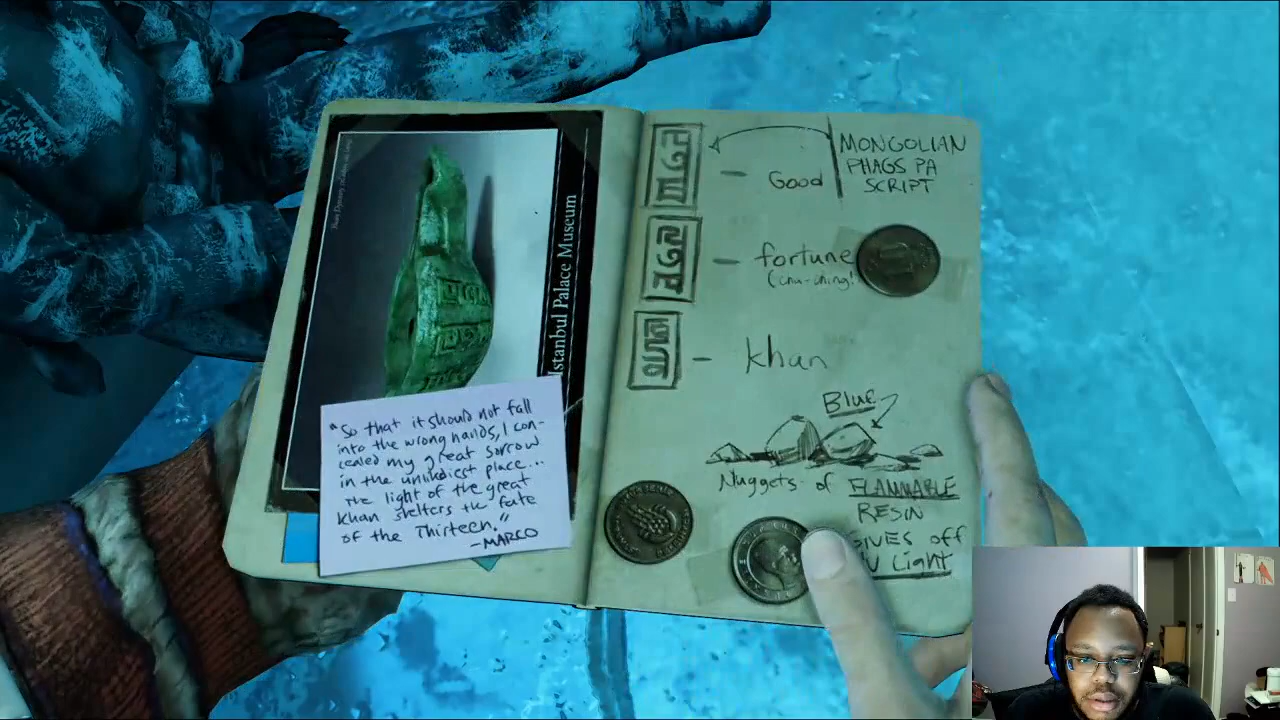 Istanbul Palace Museum
"So that it should not fall
into the wrong hands, I con-
cealed my great sorrow
in the unlikeliest place...
The light of the great
Khan shelters the fate
of the Thirteen."
-MARCO
MONGOLIAN
PHAGS PA
SCRIPT
- Good
- fortune
(cha-ching!
- khan
Blue
Nuggets of FLAMMABLE
RESIN
GIVES off
Light